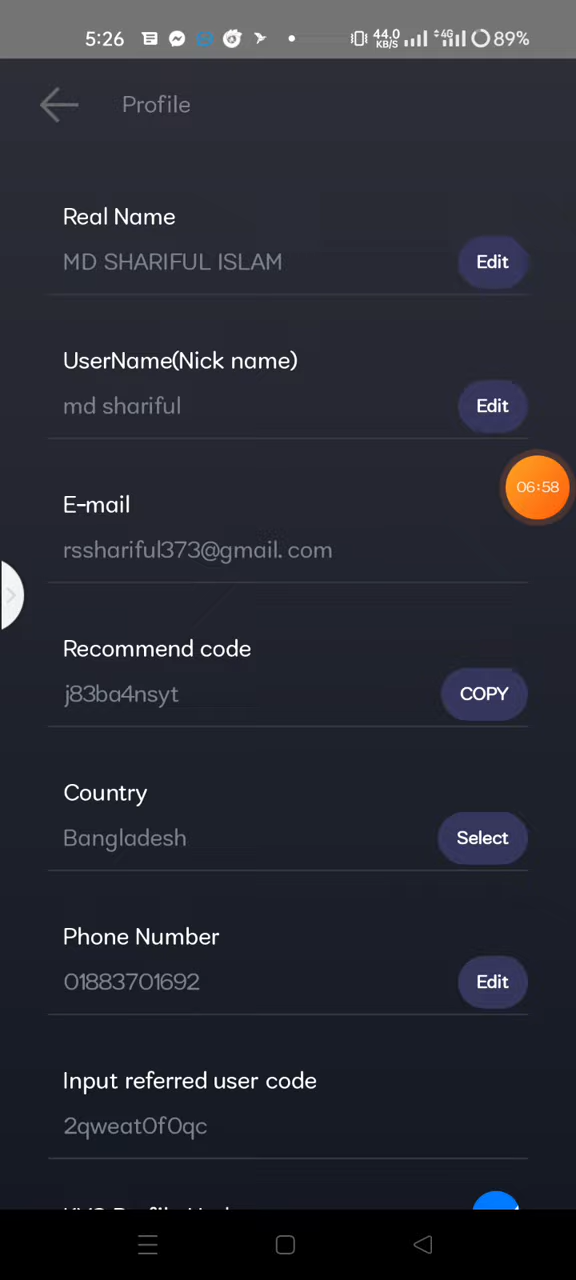 5:26 44.0 KB/S 4G 89%
Profile
Real Name
MD SHARIFUL ISLAM Edit
UserName(Nick name)
md shariful Edit
06:58
E-mail
rsshariful373@gmail. com
Recommend code
j83ba4nsyt COPY
Country
Bangladesh Select
Phone Number
01883701692 Edit
Input referred user code
2qweat0f0qc